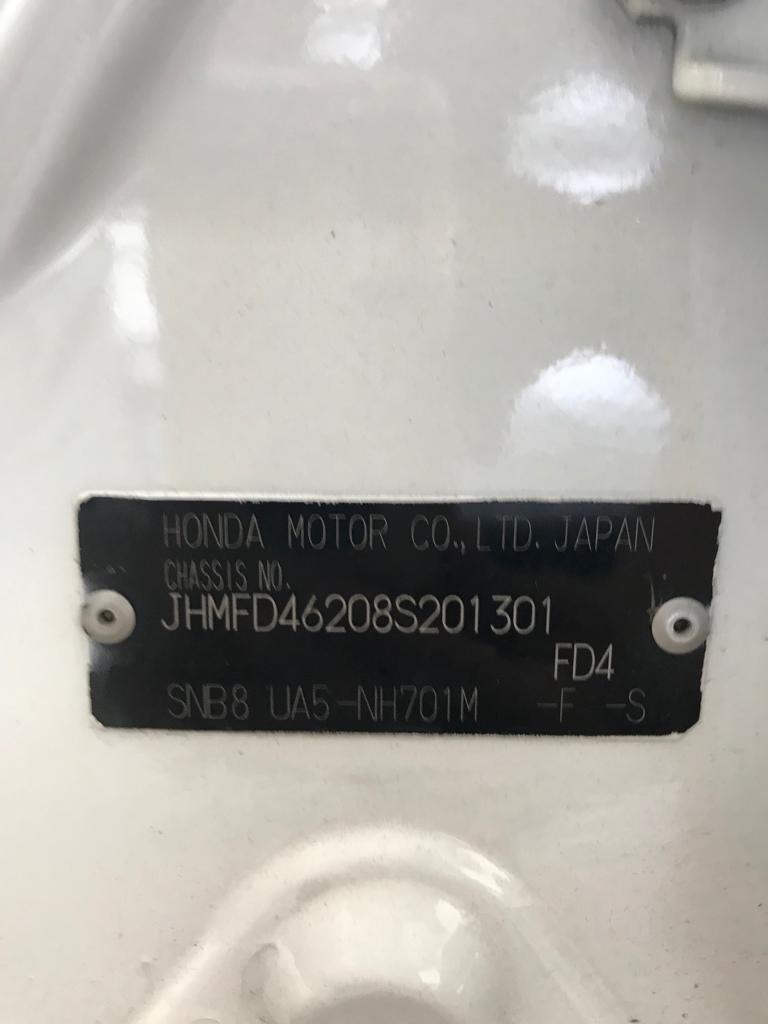 HONDA MOTOR CO., LTD. JAPAN
CHASSIS NO.
JHMFD46208S201301
FD4
SNB8 UA5-NH701M -F -S